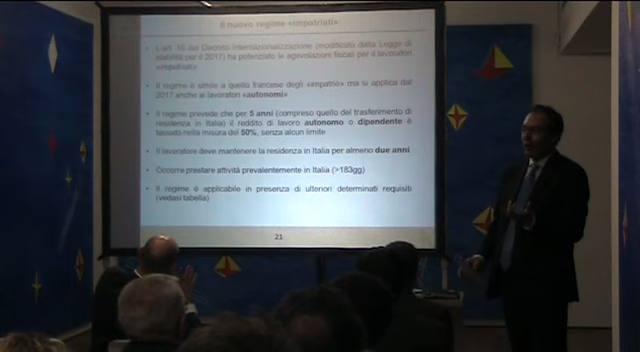 Il nuovo regime «impatriati»
L'art. 16 del Decreto internazionalizzazione (modificato dalla Legge di
stabilità per il 2017) ha potenziato le agevolazioni fiscali per il lavoratori
«impatriati»
Il regime è simile a quello francese degli «impatrié» ma si applica dal
2017 anche ai lavoratori «autonomi»
Il regime prevede che per 5 anni (compreso quello del trasferimento di
residenza in Italia) il reddito di lavoro autonomo o dipendente è
tassato nella misura del 50%, senza alcun limite
Il lavoratore deve mantenere la residenza in Italia per almeno due anni
Occorre prestare attività prevalentemente in Italia (>183gg)
Il regime è applicabile in presenza di ulteriori determinati requisiti
(vedasi tabella)
21